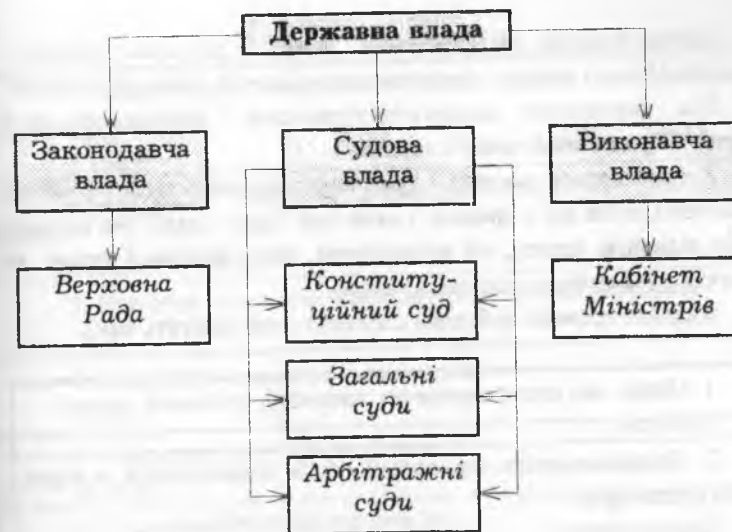 Державна влада
Законодавча
влада
Судова
влада
Виконавча
влада
Верховна
Рада
Конститу-
ційний суд
Кабінет
Міністрів
Загальні
суди
Арбітражні
суди